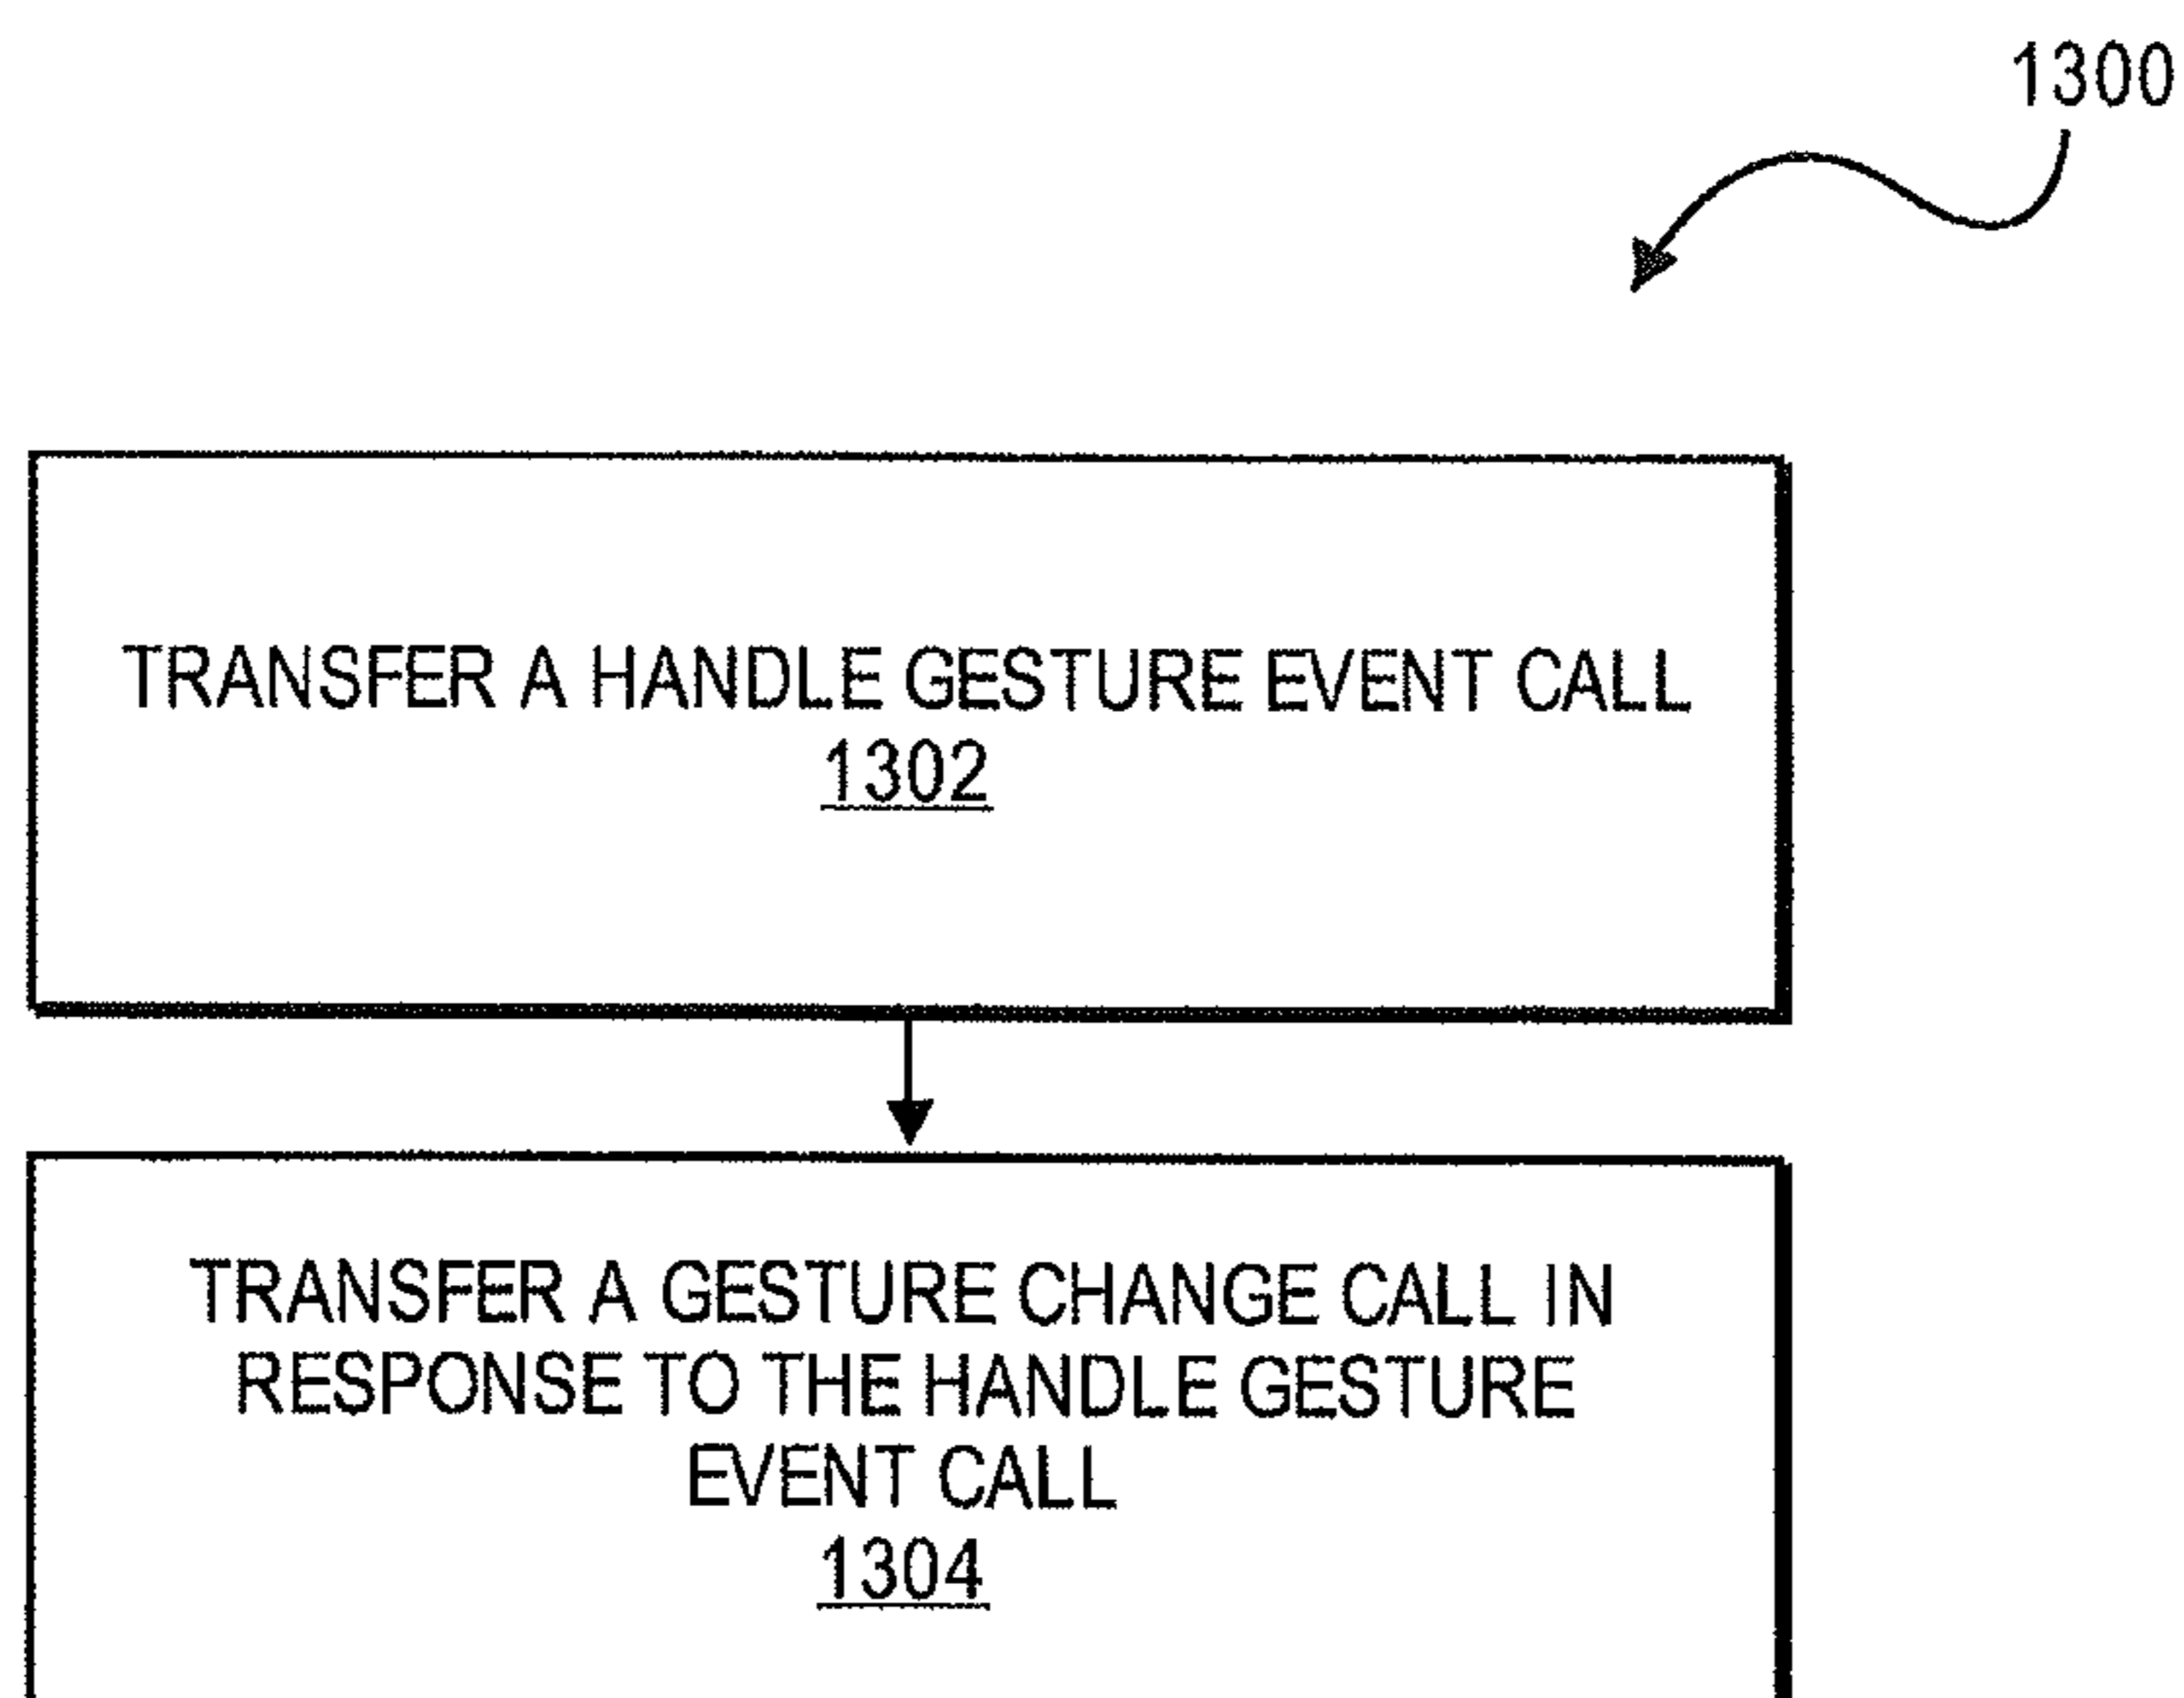 1300
TRANSFER A HANDLE GESTURE EVENT CALL
1302
TRANSFER A GESTURE CHANGE CALL IN
RESPONSE TO THE HANDLE GESTURE
EVENT CALL
1304